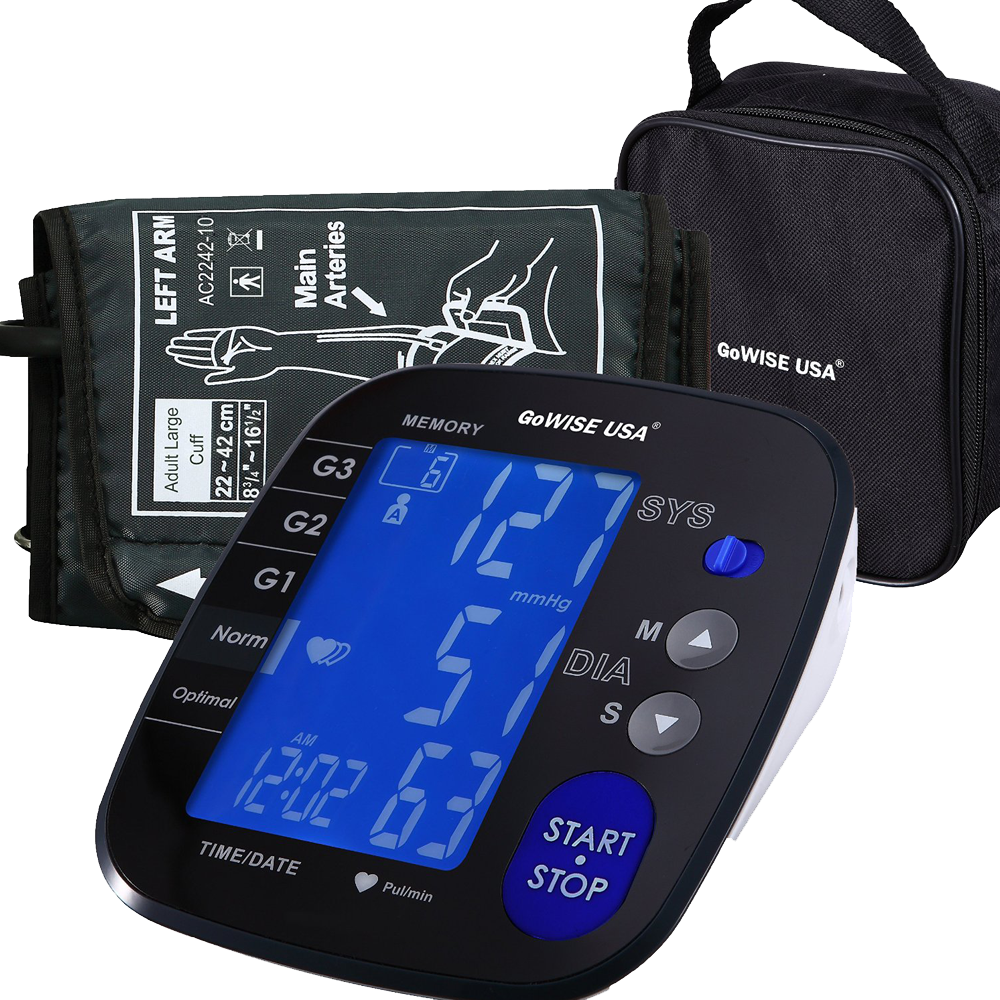 LEFT ARM
AC2242-10
Main
Arteries
Adult Large
Cuff
22~42 cm
8¾"~16½"
GoWISE USA®
MEMORY
GoWISE USA®
G3
G2
G1
Norm
Optimal
M
6
A
127
SYS
mmHg
51
DIA
M
S
AM
12:02
63
TIME/DATE
Pul/min
START
STOP